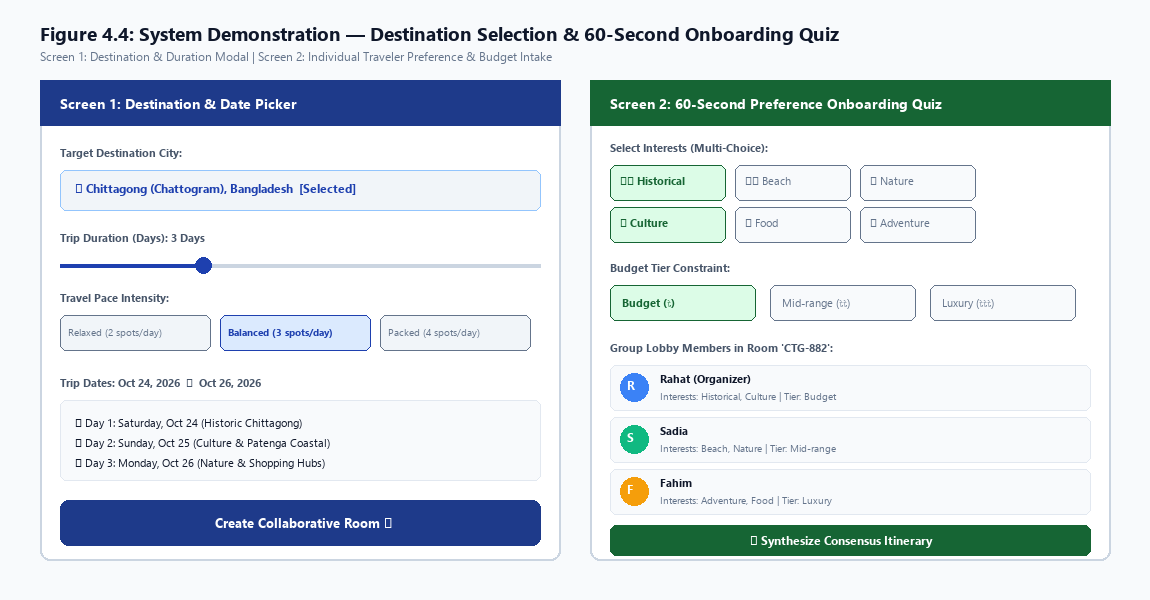 Figure 4.4: System Demonstration — Destination Selection & 60-Second Onboarding Quiz
Screen 1: Destination & Duration Modal | Screen 2: Individual Traveler Preference & Budget Intake
Screen 1: Destination & Date Picker
Target Destination City:
Chittagong (Chattogram), Bangladesh [Selected]
Trip Duration (Days): 3 Days
Travel Pace Intensity:
Relaxed (2 spots/day)
Balanced (3 spots/day)
Packed (4 spots/day)
Trip Dates: Oct 24, 2026 Oct 26, 2026
Day 1: Saturday, Oct 24 (Historic Chittagong)
Day 2: Sunday, Oct 25 (Culture & Patenga Coastal)
Day 3: Monday, Oct 26 (Nature & Shopping Hubs)
Create Collaborative Room
Screen 2: 60-Second Preference Onboarding Quiz
Select Interests (Multi-Choice):
Historical
Beach
Nature
Culture
Food
Adventure
Budget Tier Constraint:
Budget (৳)
Mid-range (৳৳)
Luxury (৳৳৳)
Group Lobby Members in Room 'CTG-882':
R
Rahat (Organizer)
Interests: Historical, Culture | Tier: Budget
S
Sadia
Interests: Beach, Nature | Tier: Mid-range
F
Fahim
Interests: Adventure, Food | Tier: Luxury
Synthesize Consensus Itinerary